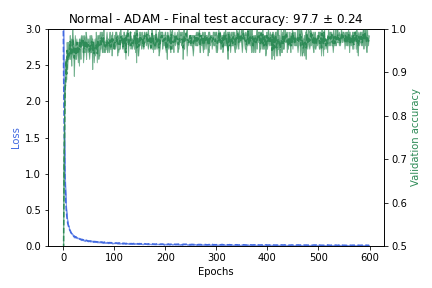 Normal - ADAM - Final test accuracy: 97.7 ± 0.24
3.0
2.5
2.0
1.5
1.0
0.5
0.0
Loss
1.0
0.9
0.8
0.7
0.6
0.5
Validation accuracy
0 100 200 300 400 500 600
Epochs